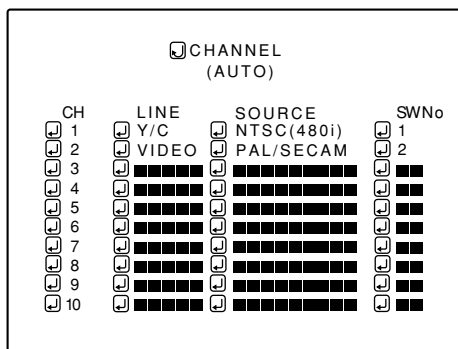 CHANNEL
(AUTO)
CH LINE SOURCE SWNo
1 Y/C NTSC(480i) 1
2 VIDEO PAL/SECAM 2
3
4
5
6
7
8
9
10